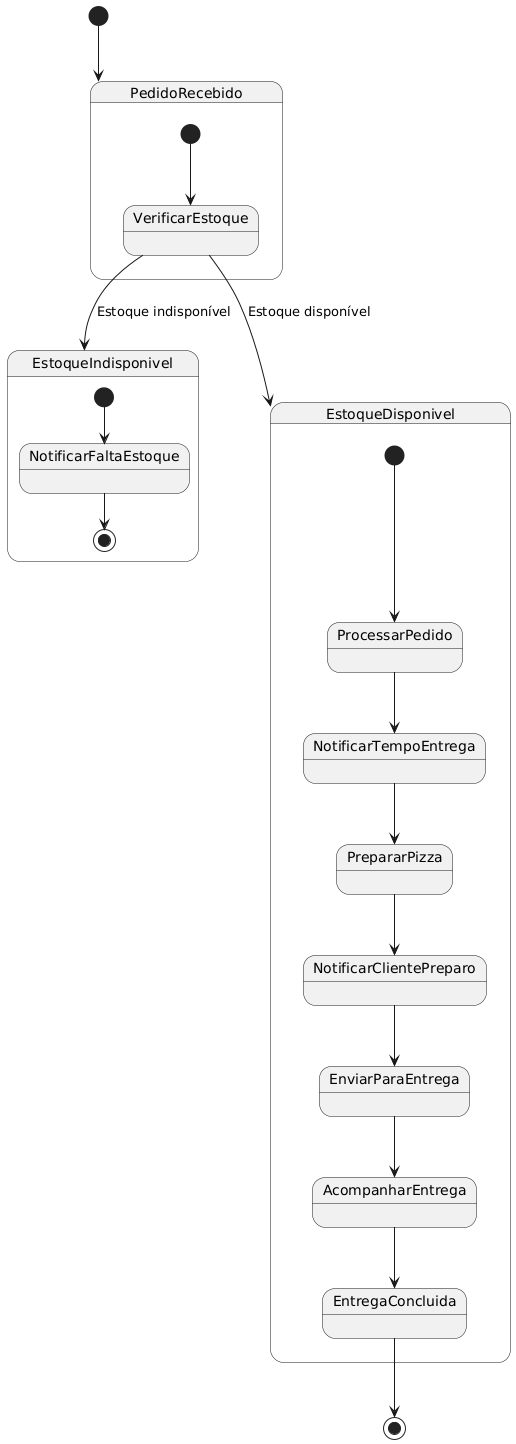 PedidoRecebido
VerificarEstoque
Estoque indisponível
Estoque disponível
EstoqueIndisponivel
NotificarFaltaEstoque
EstoqueDisponivel
ProcessarPedido
NotificarTempoEntrega
PrepararPizza
NotificarClientePreparo
EnviarParaEntrega
AcompanharEntrega
EntregaConcluida